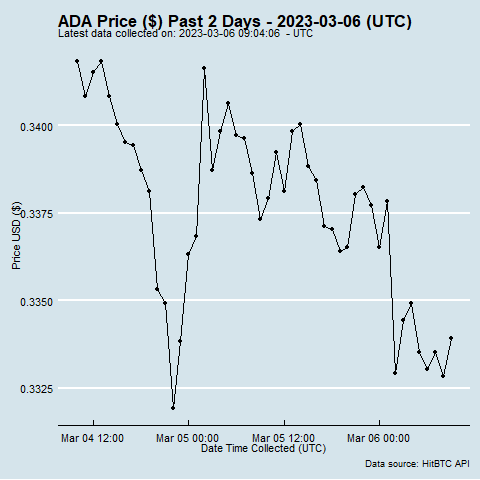 ADA Price ($) Past 2 Days - 2023-03-06 (UTC)
Latest data collected on: 2023-03-06 09:04:06  - UTC
0.3400
0.3375
Price USD ($)
0.3350
0.3325
Mar 04 12:00
Mar 05 00:00
Mar 05 12:00
Mar 06 00:00
Date Time Collected (UTC)
Data source: HitBTC API